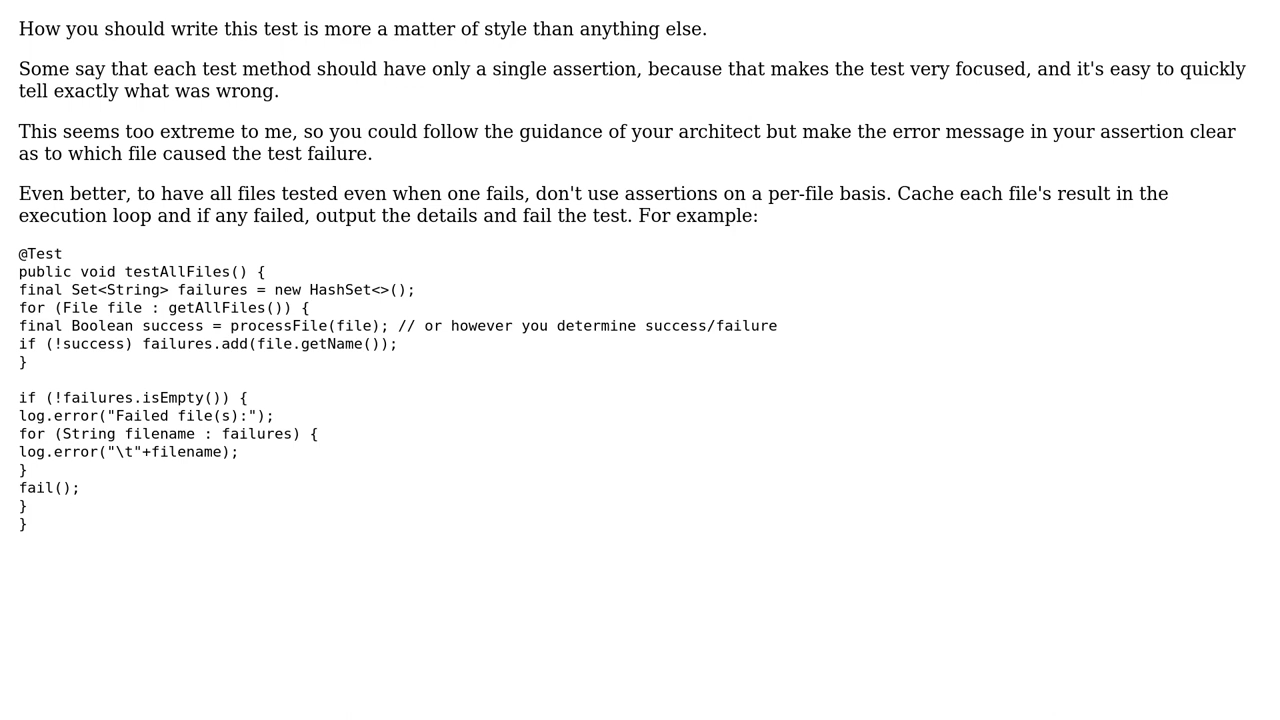 How you should write this test is more a matter of style than anything else.
Some say that each test method should have only a single assertion, because that makes the test very focused, and it's easy to quickly
tell exactly what was wrong.
This seems too extreme to me, so you could follow the guidance of your architect but make the error message in your assertion clear
as to which file caused the test failure.
Even better, to have all files tested even when one fails, don't use assertions on a per-file basis. Cache each file's result in the
execution loop and if any failed, output the details and fail the test. For example:
@Test
public void testAllFiles() {
final Set<String> failures = new HashSet<>();
for (File file : getAllFiles()) {
final Boolean success = processFile(file); // or however you determine success/failure
if (!success) failures.add(file.getName());
}
if (!failures.isEmpty()) {
log.error("Failed file(s):");
for (String filename : failures) {
log.error("\t"+filename);
}
fail();
}
}